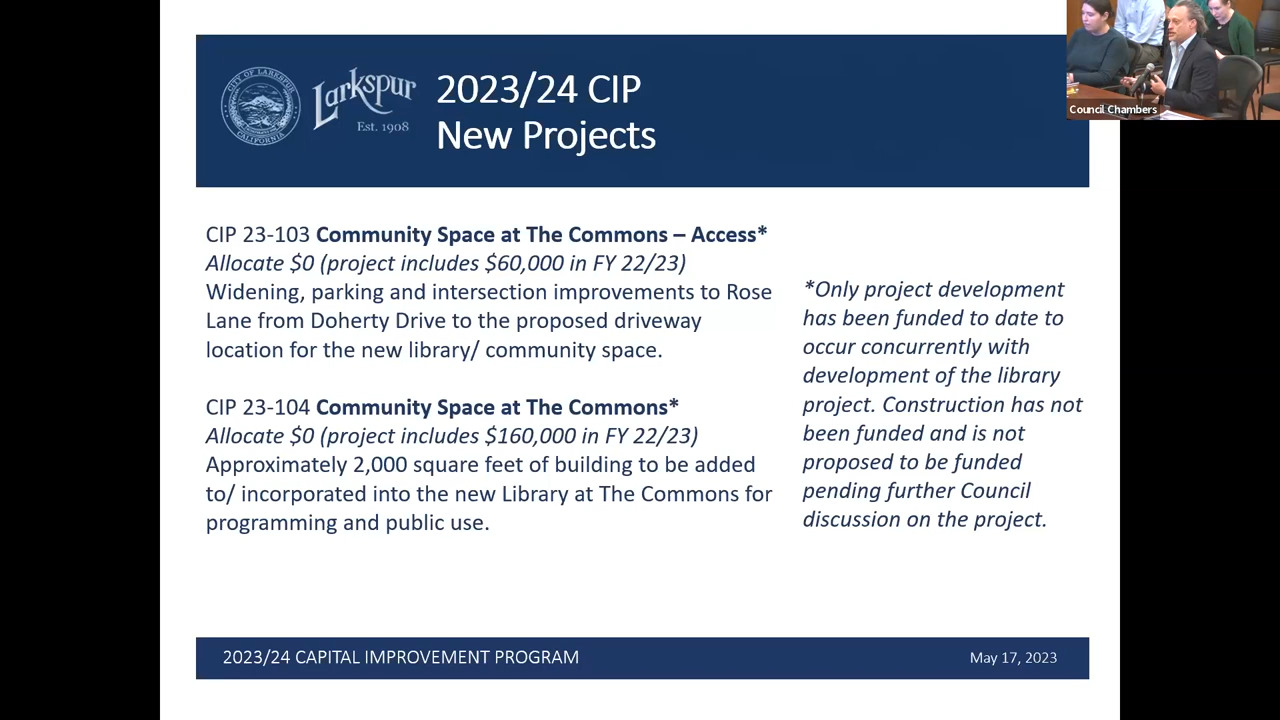 CITY OF LARKSPUR
CALIFORNIA
Larkspur
Est. 1908
2023/24 CIP
New Projects
Council Chambers
CIP 23-103 Community Space at The Commons – Access*
Allocate $0 (project includes $60,000 in FY 22/23)
Widening, parking and intersection improvements to Rose
Lane from Doherty Drive to the proposed driveway
location for the new library/ community space.
CIP 23-104 Community Space at The Commons*
Allocate $0 (project includes $160,000 in FY 22/23)
Approximately 2,000 square feet of building to be added
to/ incorporated into the new Library at The Commons for
programming and public use.
*Only project development
has been funded to date to
occur concurrently with
development of the library
project. Construction has not
been funded and is not
proposed to be funded
pending further Council
discussion on the project.
2023/24 CAPITAL IMPROVEMENT PROGRAM
May 17, 2023